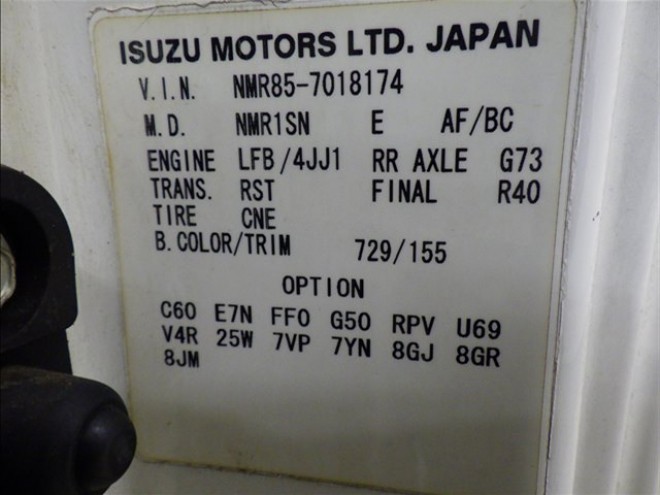 ISUZU MOTORS LTD. JAPAN
V.I.N. NMR85-7018174
M.D. NMR1SN E AF/BC
ENGINE LFB/4JJ1 RR AXLE G73
TRANS. RST FINAL R40
TIRE CNE
B.COLOR/TRIM 729/155
OPTION
C60 E7N FF0 G50 RPV U69
V4R 25W 7VP 7YN 8GJ 8GR
8JM